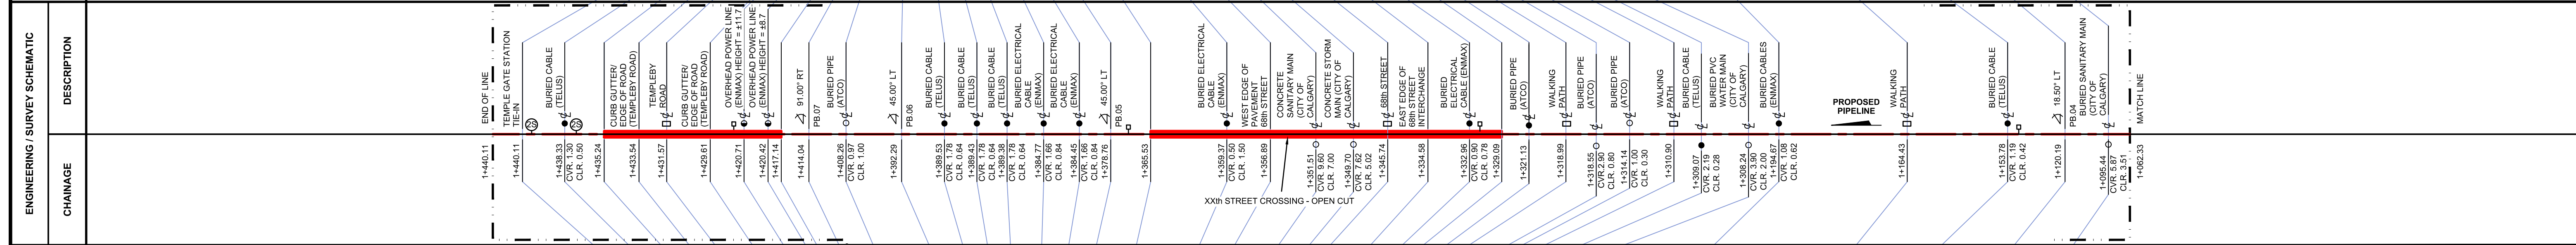 ENGINEERING / SURVEY SCHEMATIC
DESCRIPTION
CHAINAGE
END OF LINE
TEMPLE GATE STATION
TIE-IN
BURIED CABLE
(TELUS)
2S
2S
CURB GUTTER/
EDGE OF ROAD
(TEMPLEBY ROAD)
TEMPLEBY
ROAD
CURB GUTTER/
EDGE OF ROAD
(TEMPLEBY ROAD)
OVERHEAD POWER LINE
(ENMAX) HEIGHT = ±11.7
OVERHEAD POWER LINE
(ENMAX) HEIGHT = ±8.7
91.00° RT
PB.07
BURIED PIPE
(ATCO)
45.00° LT
PB.06
BURIED CABLE
(TELUS)
BURIED CABLE
(TELUS)
BURIED CABLE
(TELUS)
BURIED ELECTRICAL
CABLE
(ENMAX)
BURIED ELECTRICAL
CABLE
(ENMAX)
45.00° LT
PB.05
BURIED ELECTRICAL
CABLE
(ENMAX)
WEST EDGE OF
PAVEMENT
68th STREET
CONCRETE
SANITARY MAIN
(CITY OF
CALGARY)
CONCRETE STORM
MAIN (CITY OF
CALGARY)
68th STREET
EAST EDGE OF
68th STREET
INTERCHANGE
BURIED
ELECTRICAL
CABLE (ENMAX)
BURIED PIPE
(ATCO)
WALKING
PATH
BURIED PIPE
(ATCO)
WALKING
PATH
BURIED CABLE
(TELUS)
BURIED PVC
WATER MAIN
(CITY OF
CALGARY)
BURIED CABLES
(ENMAX)
PROPOSED
PIPELINE
WALKING
PATH
BURIED CABLE
(TELUS)
18.50° LT
PB.04
BURIED SANITARY MAIN
(CITY OF
CALGARY)
MATCH LINE
1+440.11
1+440.11
1+438.33
CVR. 1.30
CLR. 0.50
1+435.24
1+433.54
1+431.57
1+429.61
1+420.71
1+420.42
1+417.14
1+414.04
1+408.26
CVR. 0.97
CLR. 1.00
1+392.29
1+389.53
CVR. 1.78
CLR. 0.64
1+389.43
CVR. 1.78
CLR. 0.64
1+389.38
CVR. 1.78
CLR. 0.64
1+384.77
CVR. 1.66
CLR. 0.84
1+384.45
CVR. 1.66
CLR. 0.84
1+378.76
1+365.53
1+359.37
CVR. 0.50
CLR. 1.50
1+356.89
1+351.51
CVR. 9.60
CLR. 7.00
1+349.70
CVR. 7.62
CLR. 5.02
1+345.74
1+334.58
1+332.96
CVR. 0.90
CLR. 0.78
1+329.09
1+321.13
1+318.99
1+318.55
CVR.2.90
CLR. 0.80
1+314.14
CVR. 1.00
CLR. 0.30
1+310.90
1+309.07
CVR. 2.19
CLR. 0.28
1+308.24
CVR. 3.90
CLR. 2.00
1+194.67
CVR. 1.08
CLR. 0.62
1+164.43
1+153.78
CVR. 1.19
CLR. 0.42
1+120.19
1+095.44
CVR. 5.87
CLR. 3.51
1+062.33
XXth STREET CROSSING - OPEN CUT